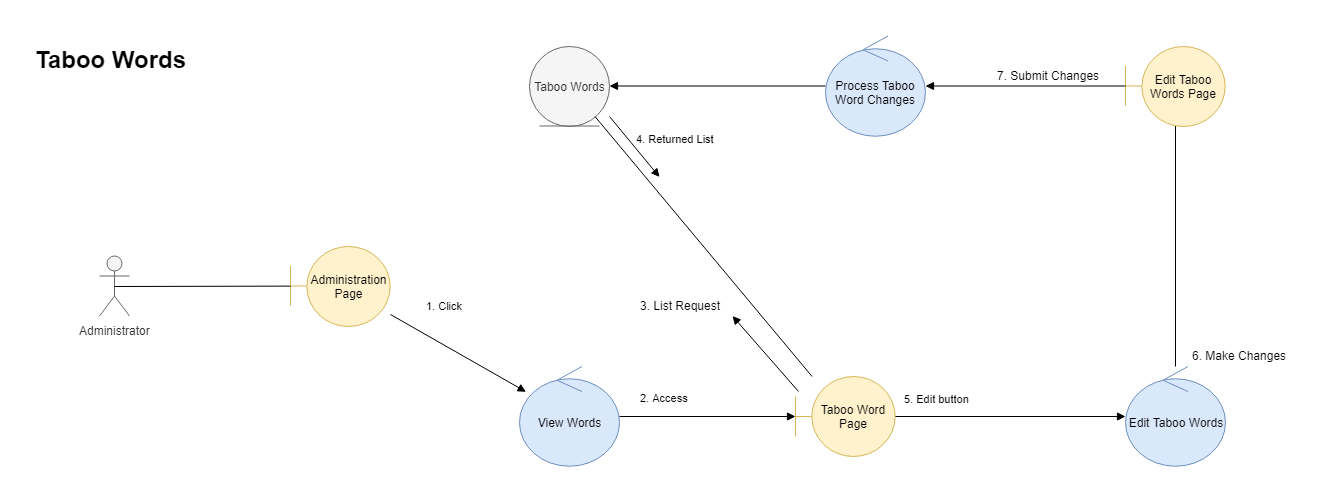 Taboo Words
Taboo Words
Process Taboo
Word Changes
7. Submit Changes
Edit Taboo
Words Page
4. Returned List
Administrator
Administration
Page
1. Click
3. List Request
View Words
2. Access
Taboo Word
Page
5. Edit button
6. Make Changes
Edit Taboo Words